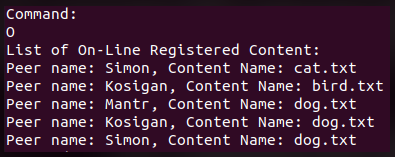 Command:
O
List of On-Line Registered Content:
Peer name: Simon, Content Name: cat.txt
Peer name: Kosigan, Content Name: bird.txt
Peer name: Mantr, Content Name: dog.txt
Peer name: Kosigan, Content Name: dog.txt
Peer name: Simon, Content Name: dog.txt